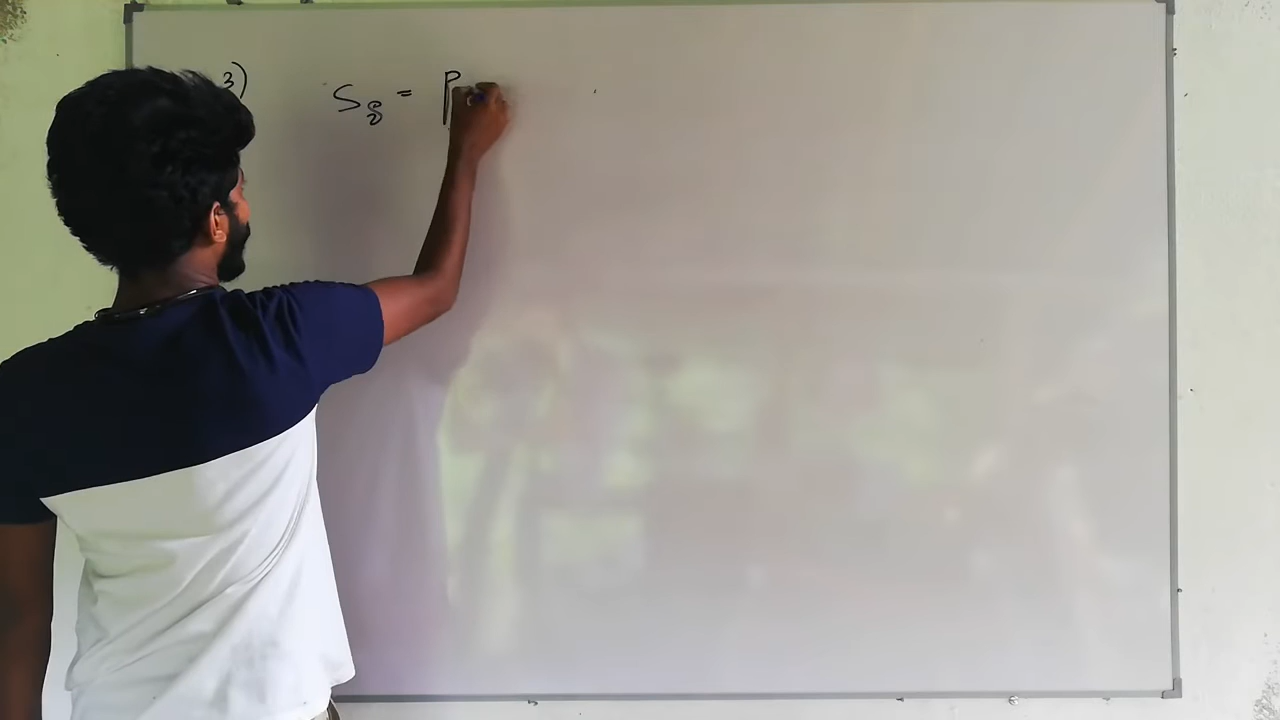 3) S₈ = P